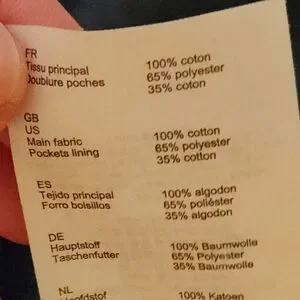 FR
Tissu principal 100% coton
Doublure poches 65% polyester
35% coton
GB
US
Main fabric 100% cotton
Pockets lining 65% polyester
35% cotton
ES
Tejido principal 100% algodon
Forro bolsillos 65% poliéster
35% algodon
DE
Hauptstoff 100% Baumwolle
Taschenfutter 65% Polyester
35% Baumwolle
NL
Hoofdstof 100% Katoen